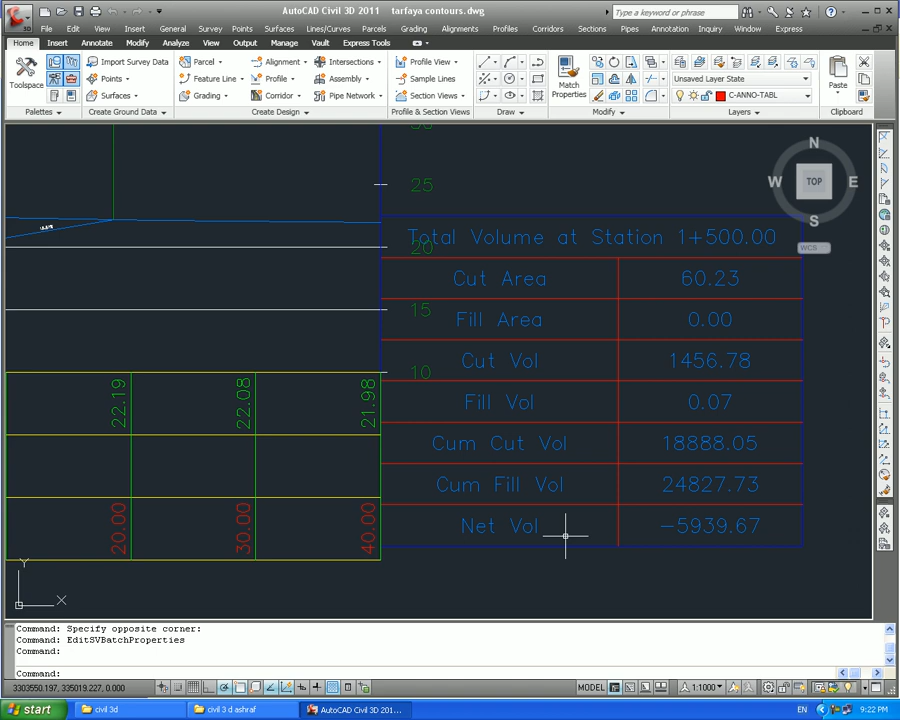 AutoCAD Civil 3D 2011 tarfaya contours.dwg
Type a keyword or phrase
File Edit View Insert General Survey Points Surfaces Lines/Curves Parcels Grading Alignments Profiles Corridors Sections Pipes Annotation Inquiry Window Express
Home Insert Annotate Modify Analyze View Output Manage Vault Express Tools
Toolspace
Import Survey Data
Points
Surfaces
Parcel
Feature Line
Grading
Alignment
Profile
Corridor
Intersections
Assembly
Pipe Network
Profile View
Sample Lines
Section Views
Match Properties
Unsaved Layer State
C-ANNO-TABL
Paste
Palettes Create Ground Data Create Design Profile & Section Views Draw Modify Layers Clipboard
N
W TOP E
S
WCS
30
25
20
15
10
Total Volume at Station 1+500.00
Cut Area 60.23
Fill Area 0.00
Cut Vol 1456.78
Fill Vol 0.07
Cum Cut Vol 18888.05
Cum Fill Vol 24827.73
Net Vol -5939.67
22.19 22.08 21.98
20.00 30.00 40.00
Y
X
Command: Specify opposite corner:
Command: EditSVBatchProperties
Command:
Command:
3303550.197, 335019.227, 0.000
MODEL
1:1000
start
civil 3d
civil 3 d ashraf
AutoCAD Civil 3D 201...
EN
9:22 PM